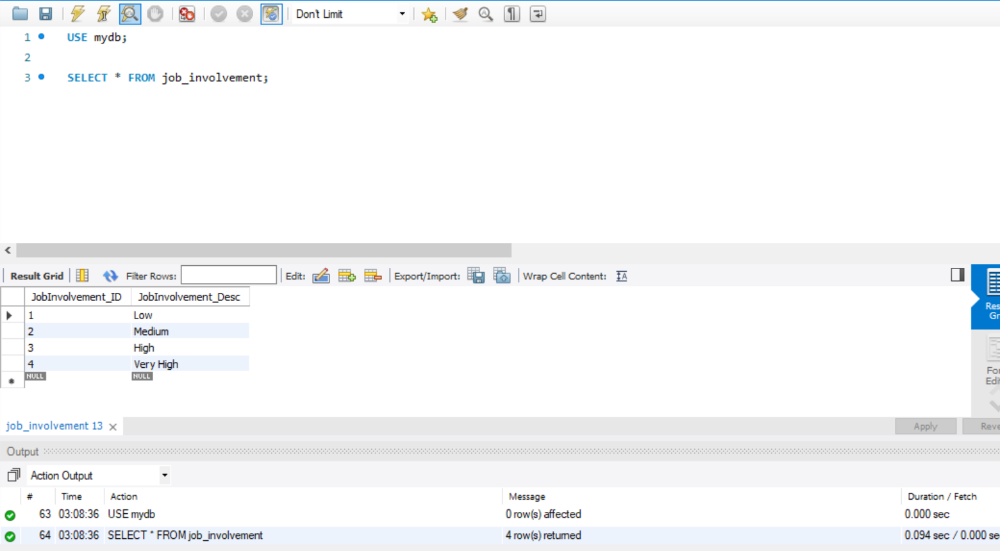 Don't Limit
1 USE mydb;
2
3 SELECT * FROM job_involvement;
Result Grid Filter Rows: Edit: Export/Import: Wrap Cell Content: IA
JobInvolvement_ID JobInvolvement_Desc
1 Low
2 Medium
3 High
4 Very High
NULL NULL
Res
Gr
For
Edi
job_involvement 13 ×
Apply Reve
Output
Action Output
# Time Action Message Duration / Fetch
63 03:08:36 USE mydb 0 row(s) affected 0.000 sec
64 03:08:36 SELECT * FROM job_involvement 4 row(s) returned 0.094 sec / 0.000 se